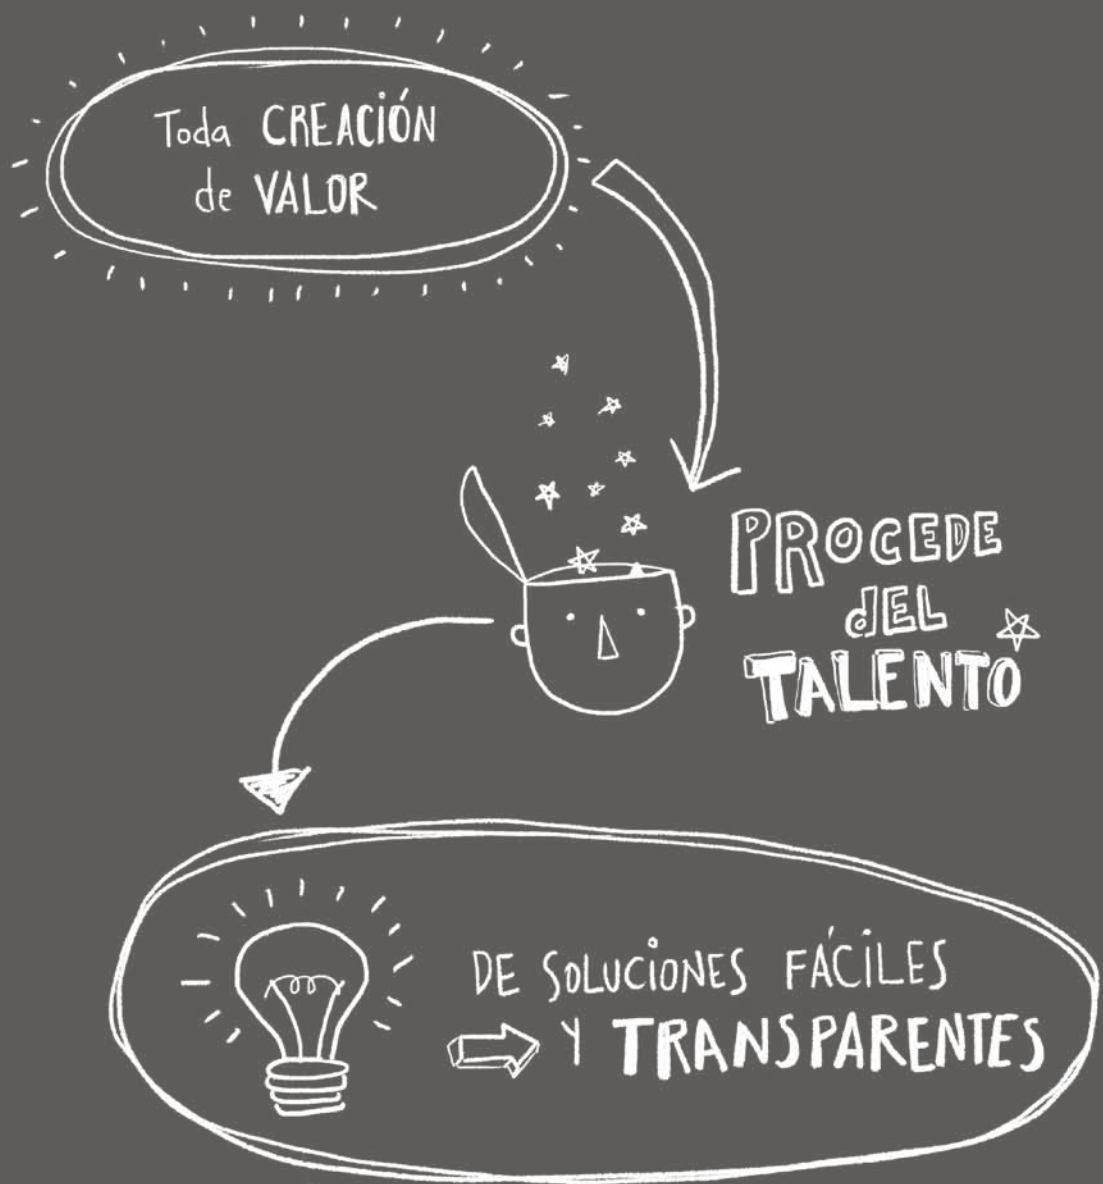 Toda CREACIÓN
de VALOR
PROCEDE
dEL
TALENTO
DE SOLUCIONES FÁCILES
Y TRANSPARENTES